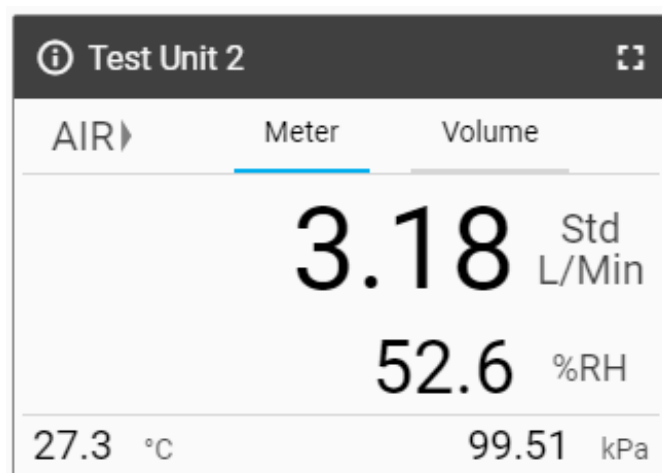 Test Unit 2
AIR Meter Volume
3.18 Std L/Min
52.6 %RH
27.3 °C 99.51 kPa